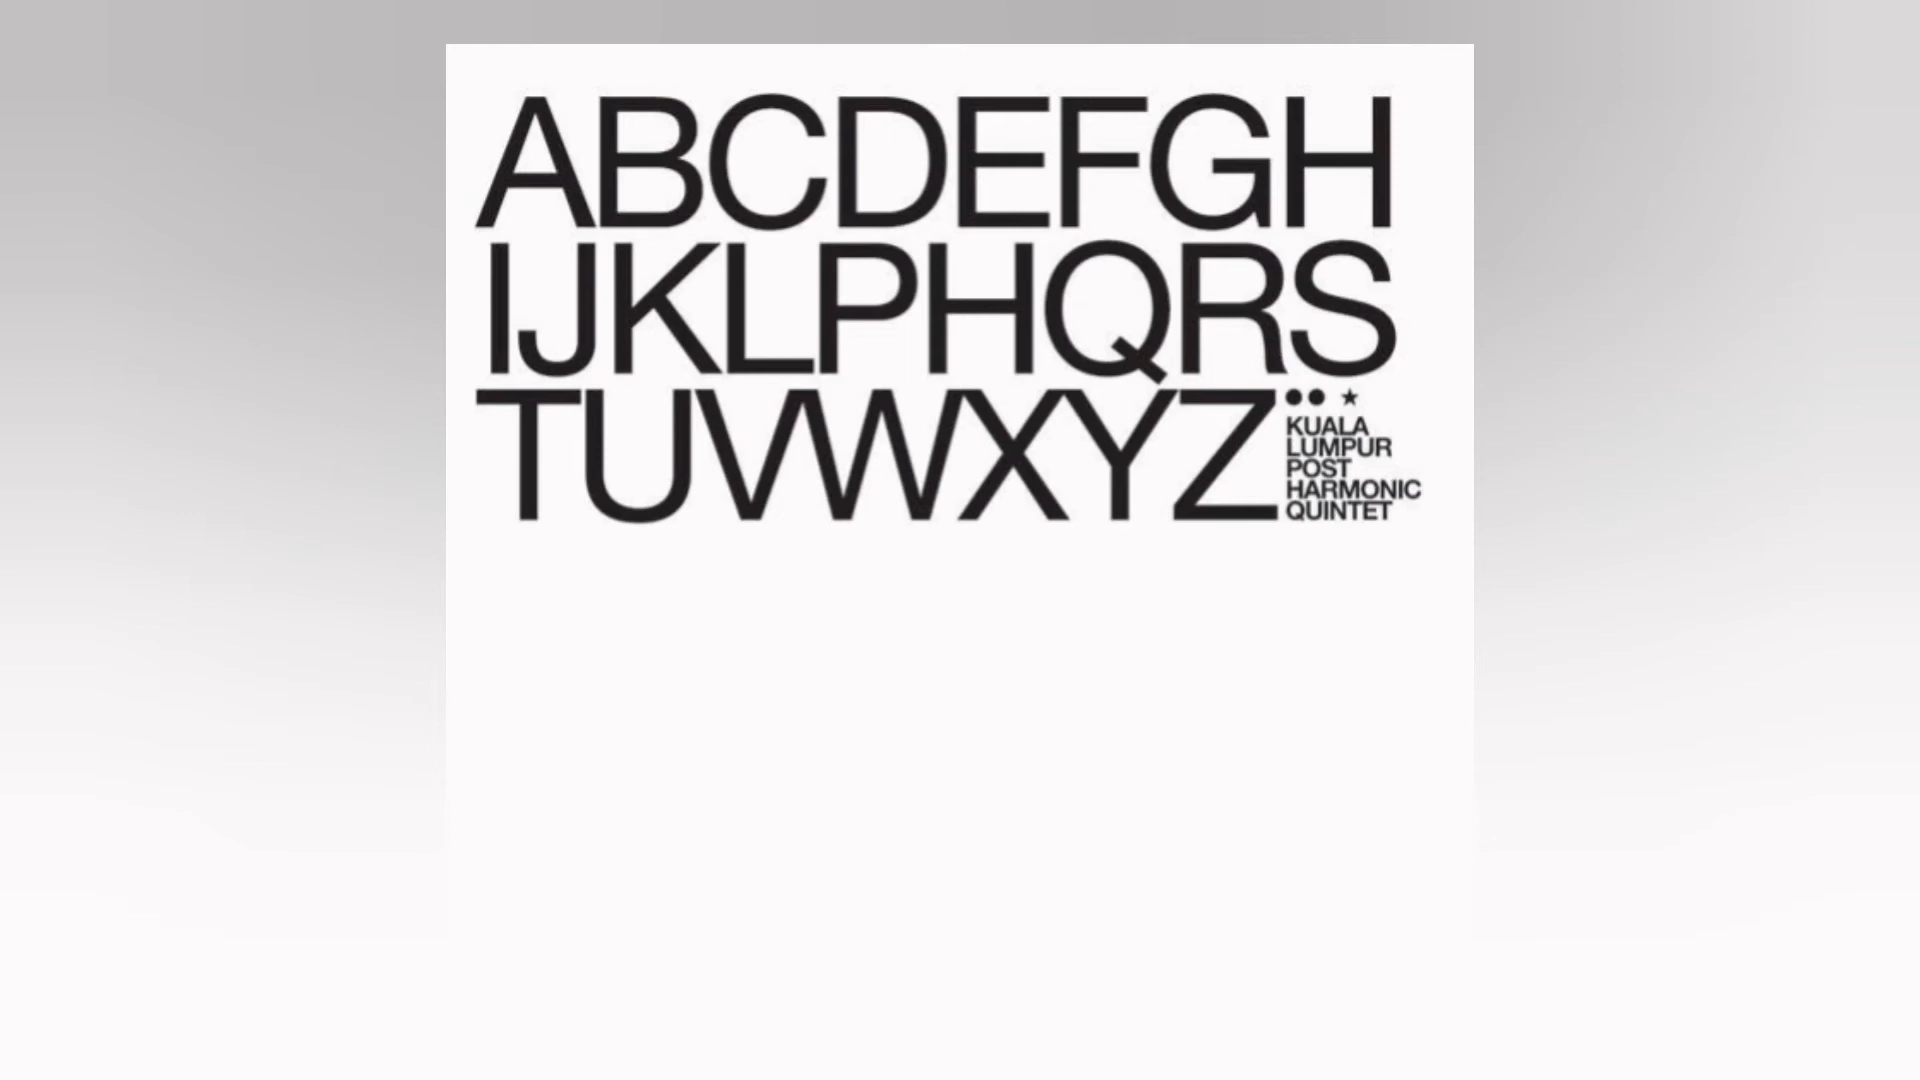 ABCDEFGH
IJKLPHQRS
TUVWXYZ
KUALA
LUMPUR
POST
HARMONIC
QUINTET